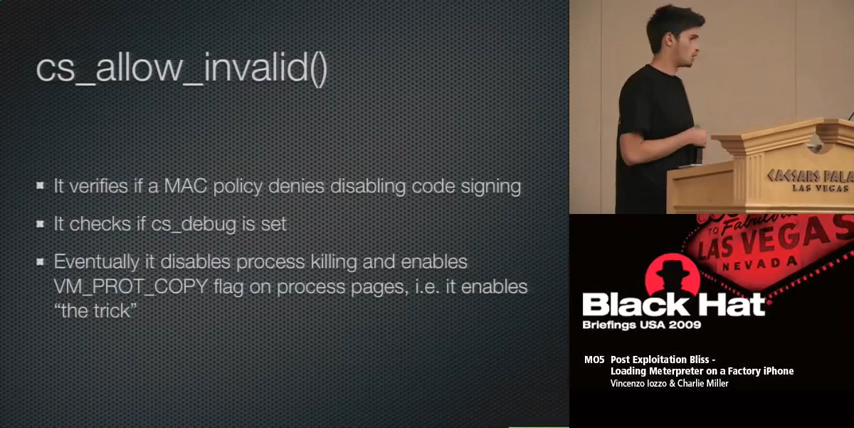 cs_allow_invalid()
It verifies if a MAC policy denies disabling code signing
It checks if cs_debug is set
Eventually it disables process killing and enables
VM_PROT_COPY flag on process pages, i.e. it enables
“the trick”
CAESARS PALA
LAS VEGAS
TO Fabulous
LAS VEGAS
NEVADA
Black Hat
Briefings USA 2009
MO5 Post Exploitation Bliss -
Loading Meterpreter on a Factory iPhone
Vincenzo Iozzo & Charlie Miller